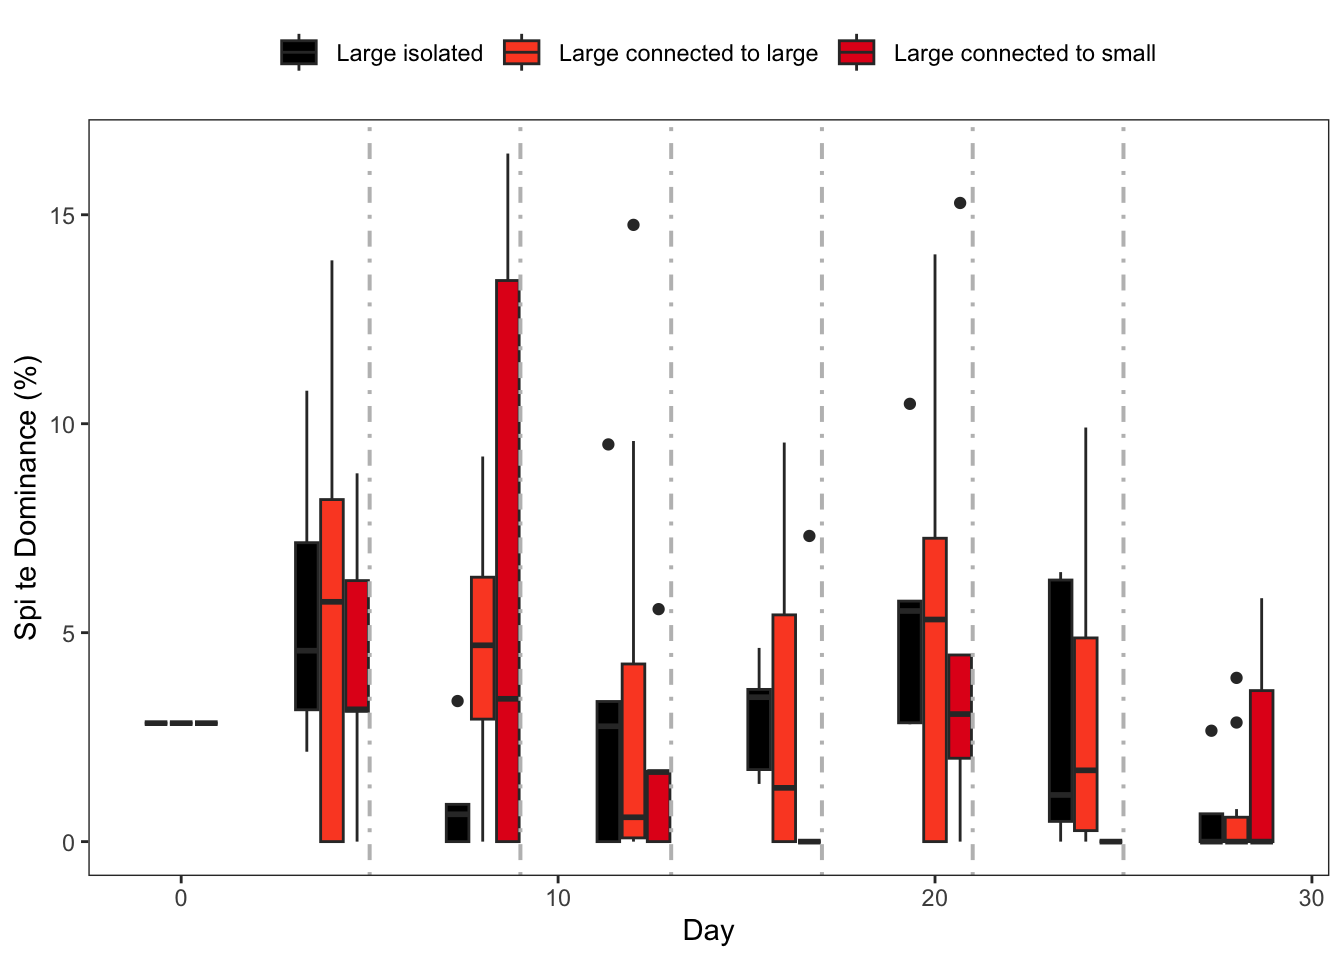 Large isolated Large connected to large Large connected to small
Spi te Dominance (%)
15
10
5
0
0 10 20 30
Day